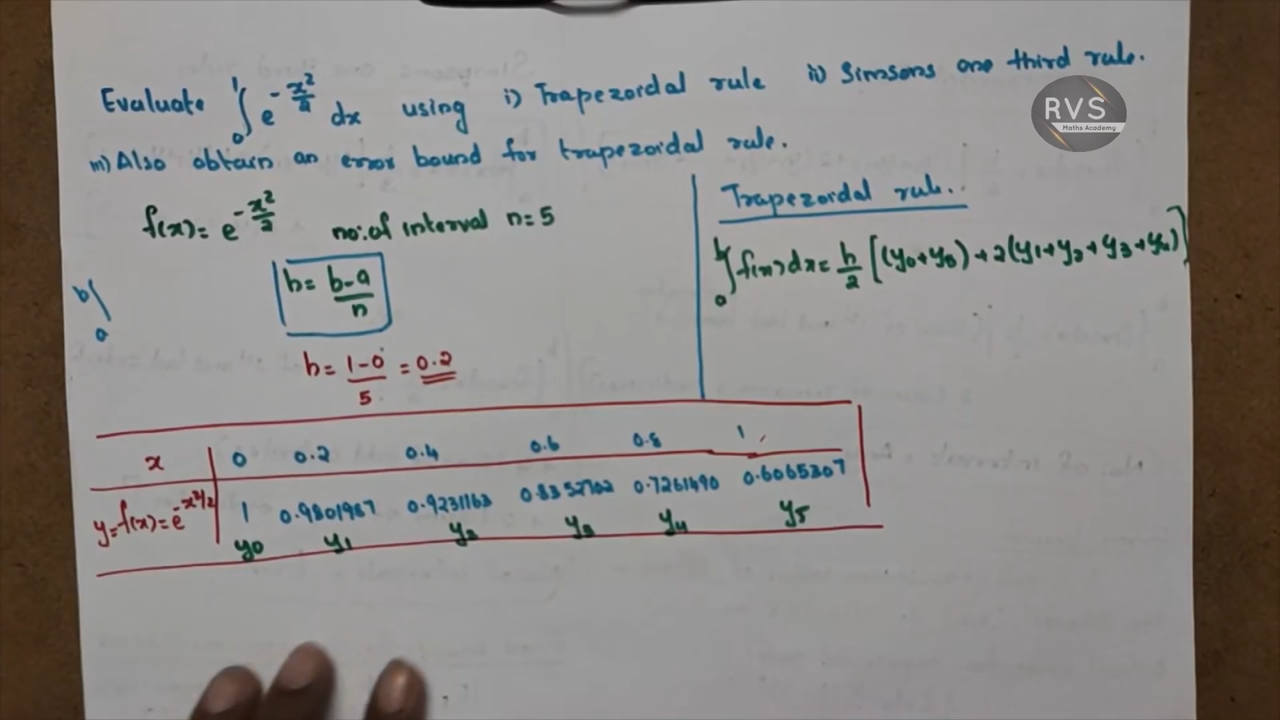 Evaluate ∫₀¹ e^(-x²/2) dx using i) Trapezoidal rule ii) Simsons one third rule.
RVS
Maths Academy
iii) Also obtain an error bound for trapezoidal rule.
f(x) = e^(-x²/2) no. of interval n = 5
Trapezoidal rule.
h = (b-a)/n
∫₀ f(x) dx = h/2 [(y0+y5) + 2(y1+y2+y3+y4)]
b∫a
h = (1-0)/5 = 0.2
x 0 0.2 0.4 0.6 0.8 1
y=f(x)=e^(-x²/2) 1 0.9801987 0.9231163 0.8352702 0.7261490 0.6065307
y0 y1 y2 y3 y4 y5